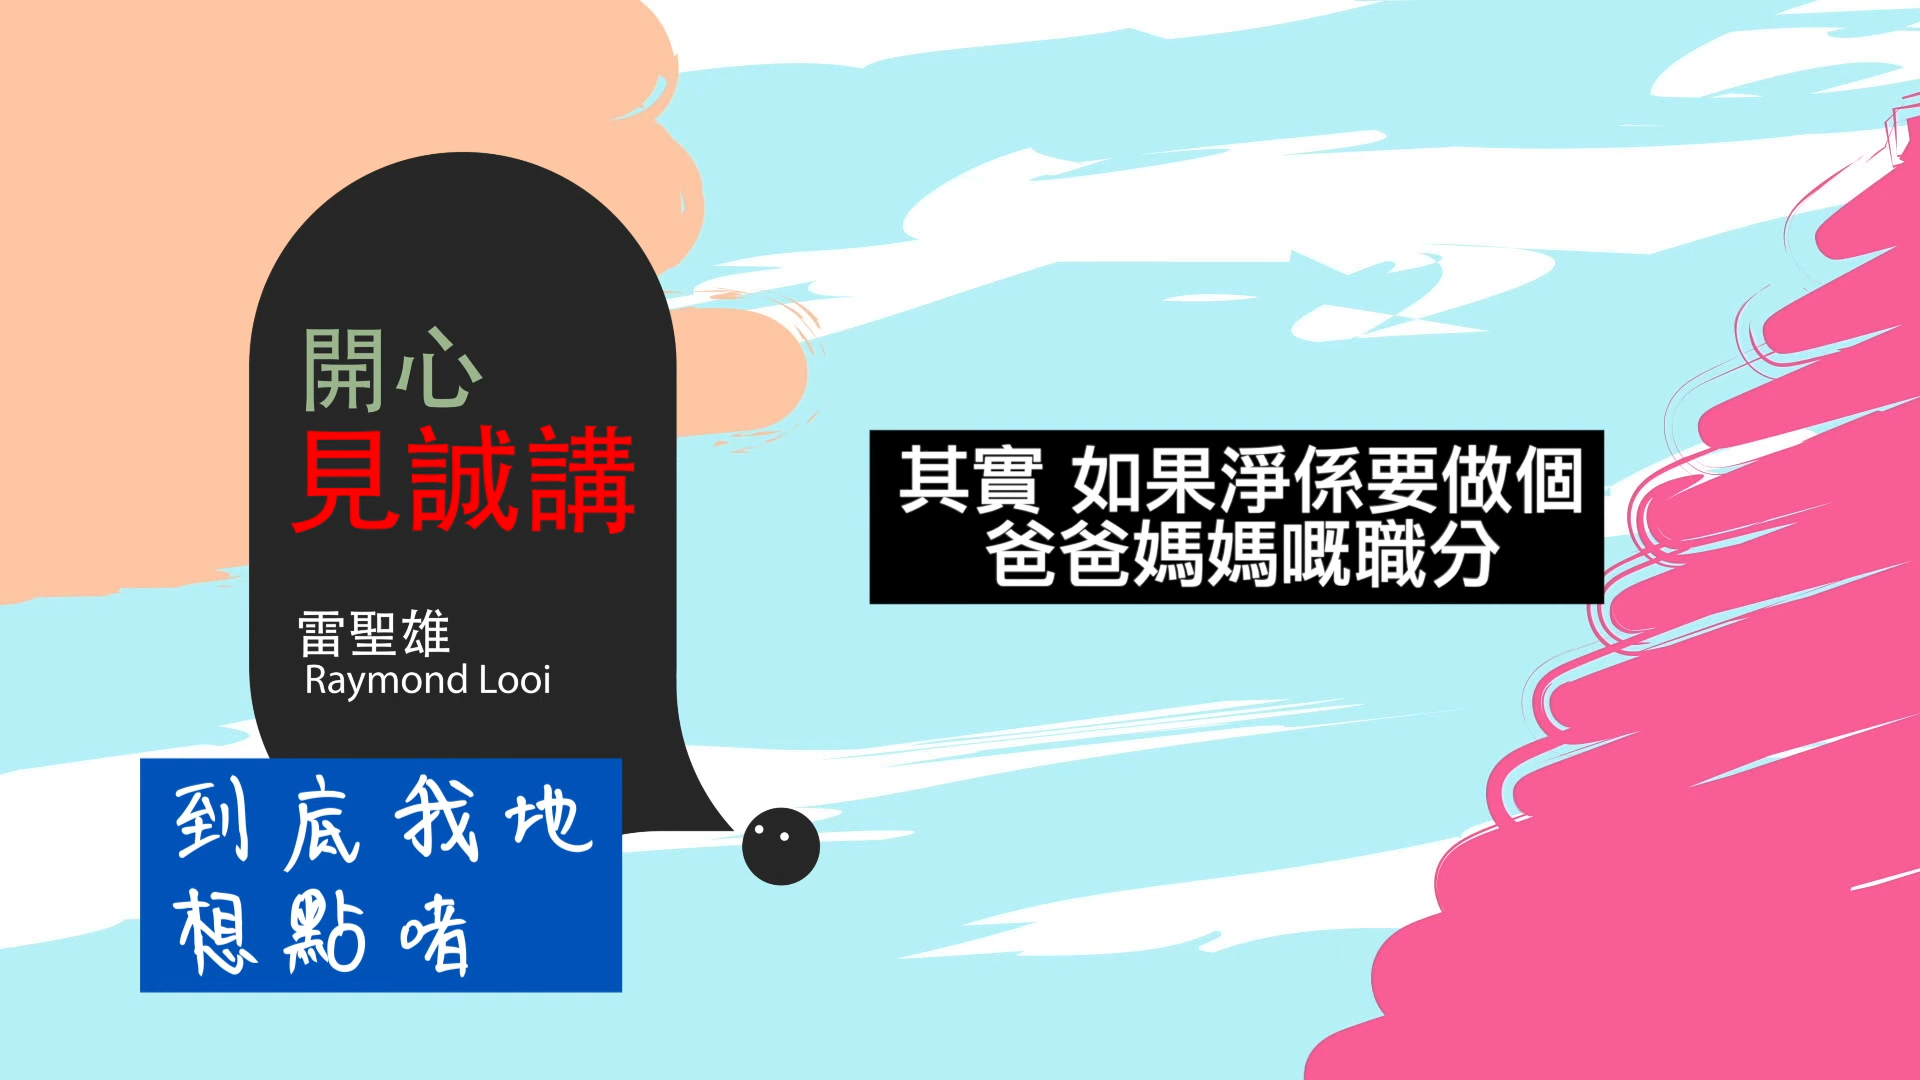 開心
見誠講
雷聖雄
Raymond Looi
到底我地
想點啫
其實 如果淨係要做個
爸爸媽媽嘅職分